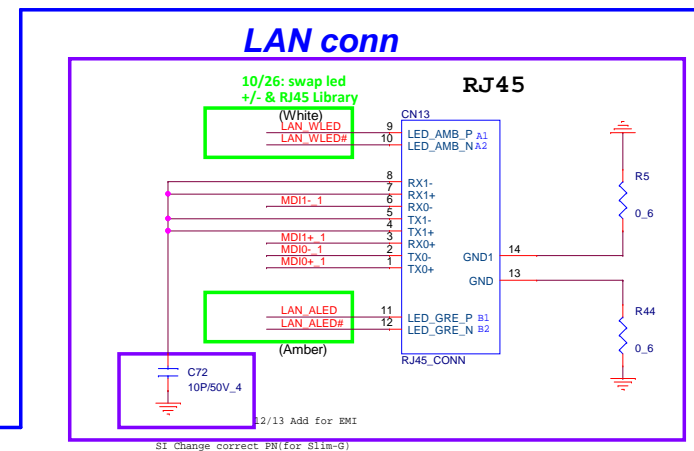 LAN conn
10/26: swap led
+/- & RJ45 Library
RJ45
(White)
CN13
LAN_WLED 9 LED_AMB_P A1
LAN_WLED# 10 LED_AMB_N A2
8 RX1-
7 RX1+
MDI1-_1 6 RX0-
5 TX1-
4 TX1+
MDI1+_1 3 RX0+
MDI0-_1 2 TX0-
MDI0+_1 1 TX0+
GND1 14
GND 13
R5
0_6
R44
0_6
LAN_ALED 11 LED_GRE_P B1
LAN_ALED# 12 LED_GRE_N B2
(Amber)
RJ45_CONN
C72
10P/50V_4
12/13 Add for EMI
SI Change correct PN(for Slim-G)